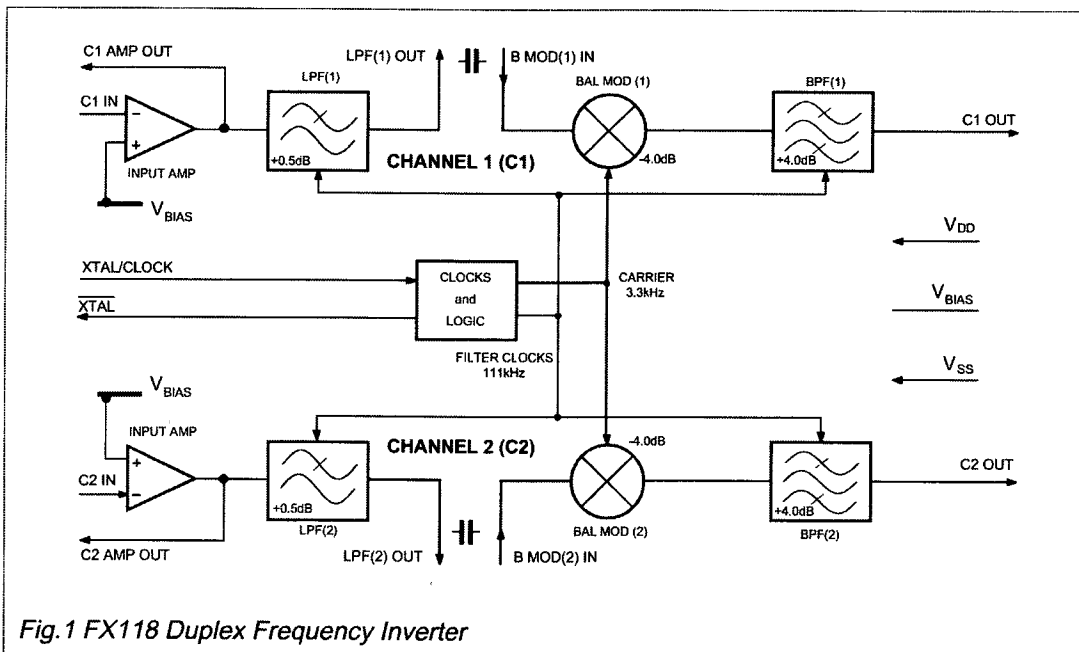 C1 AMP OUT
C1 IN
−
+
INPUT AMP
VBIAS
LPF(1)
+0.5dB
LPF(1) OUT
B MOD(1) IN
CHANNEL 1 (C1)
BAL MOD (1)
-4.0dB
BPF(1)
+4.0dB
C1 OUT
VDD
VBIAS
VSS
XTAL/CLOCK
XTAL
CLOCKS
and
LOGIC
CARRIER
3.3kHz
FILTER CLOCKS
111kHz
VBIAS
INPUT AMP
+
−
C2 IN
C2 AMP OUT
+0.5dB
LPF(2)
CHANNEL 2 (C2)
LPF(2) OUT
B MOD(2) IN
-4.0dB
BAL MOD (2)
+4.0dB
BPF(2)
C2 OUT
Fig.1 FX118 Duplex Frequency Inverter